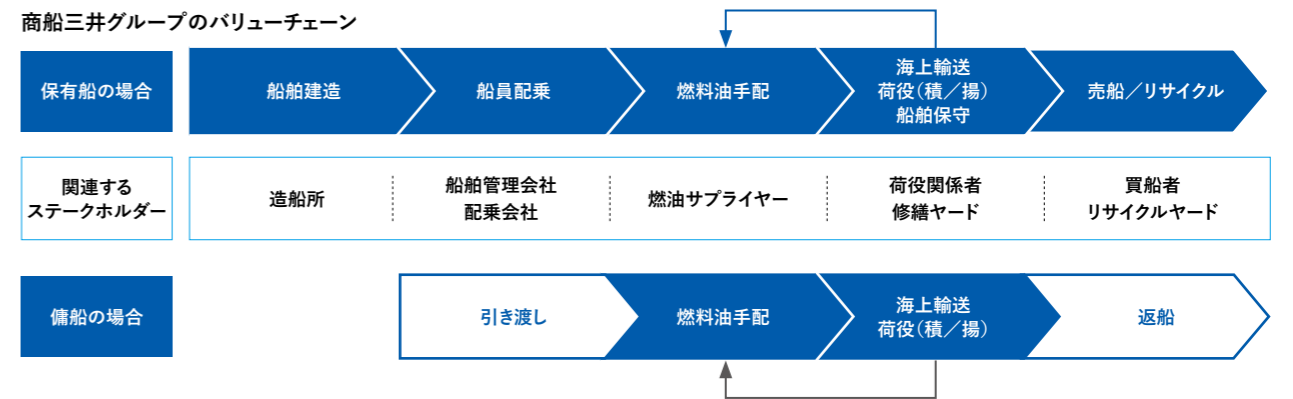 商船三井グループのバリューチェーン
保有船の場合
船舶建造
船員配乗
燃料油手配
海上輸送
荷役(積/揚)
船舶保守
売船/リサイクル
関連する
ステークホルダー
造船所
船舶管理会社
配乗会社
燃油サプライヤー
荷役関係者
修繕ヤード
買船者
リサイクルヤード
傭船の場合
引き渡し
燃料油手配
海上輸送
荷役(積/揚)
返船